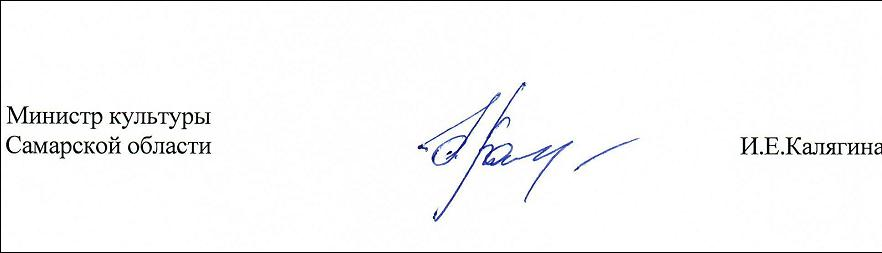 Министр культуры
Самарской области
И.Е.Калягина